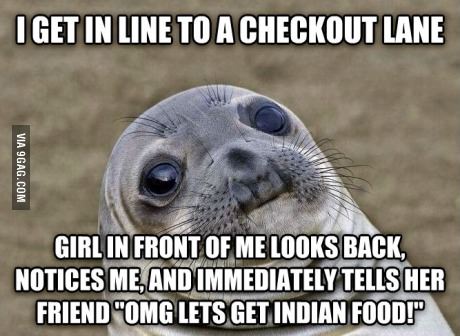 I GET IN LINE TO A CHECKOUT LANE
VIA 9GAG.COM
GIRL IN FRONT OF ME LOOKS BACK,
NOTICES ME, AND IMMEDIATELY TELLS HER
FRIEND "OMG LETS GET INDIAN FOOD!"